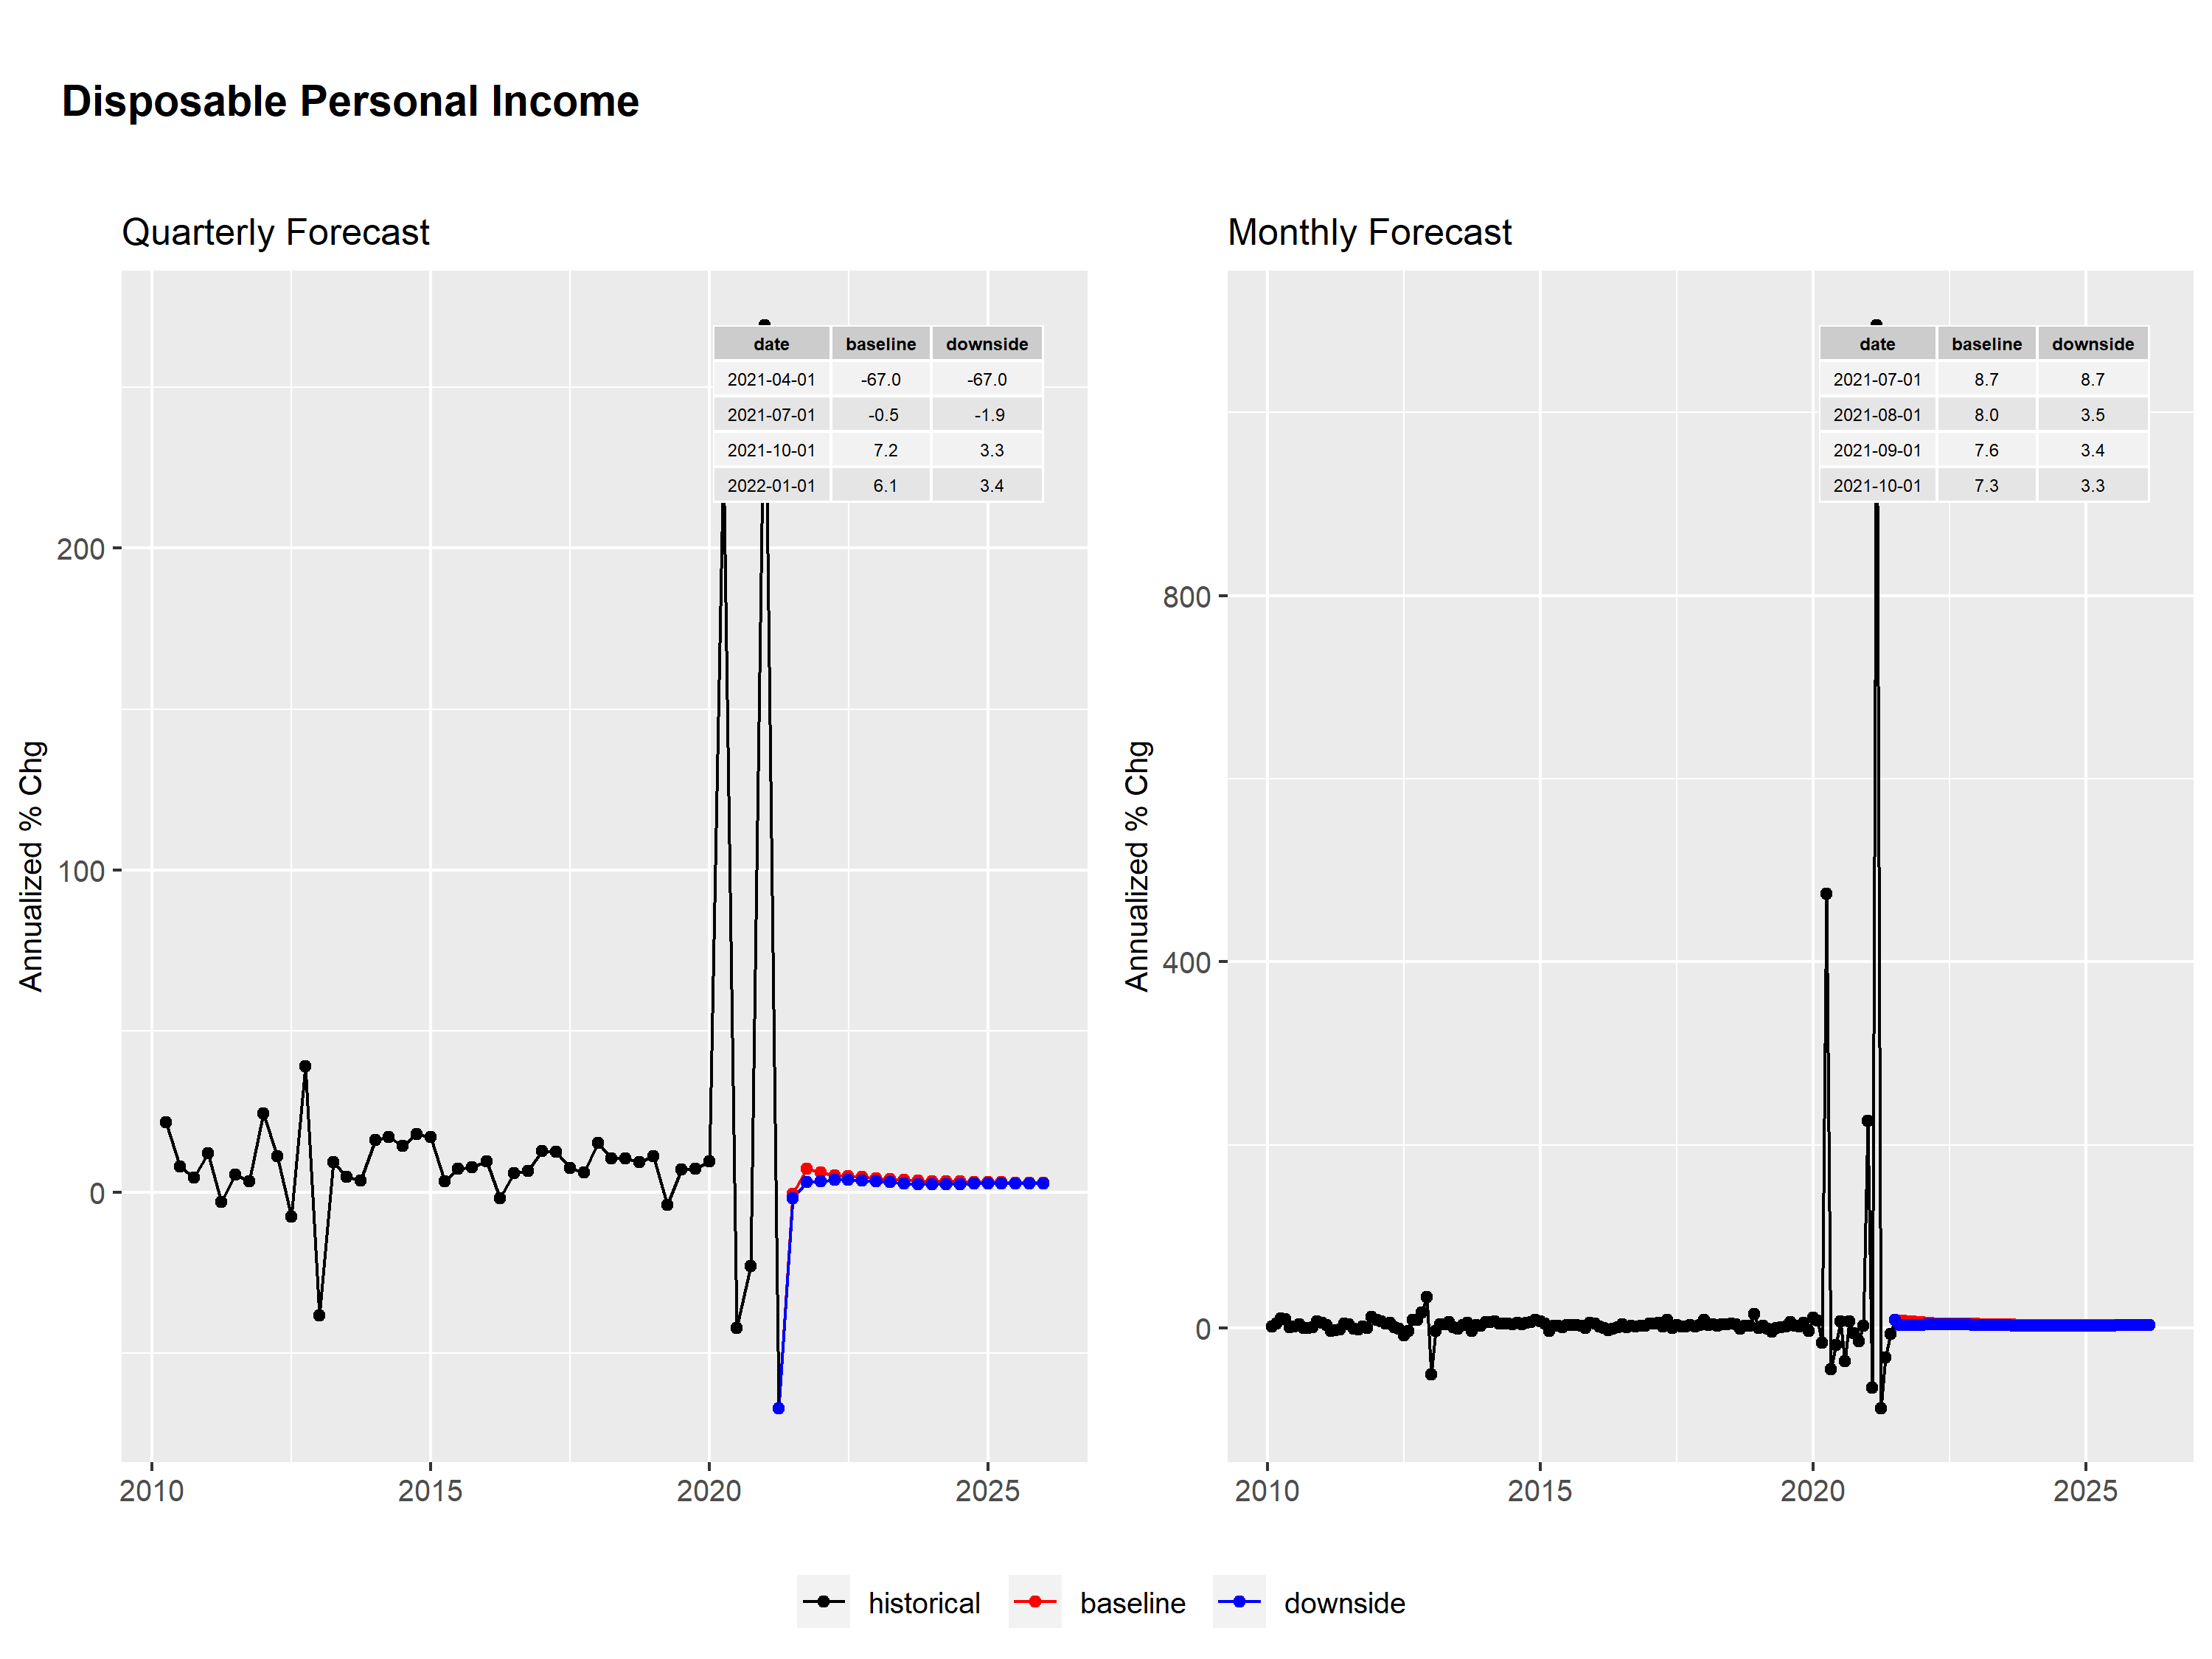 Disposable Personal Income
Quarterly Forecast
Annualized % Chg
200
100
0
2010 2015 2020 2025
date baseline downside
2021-04-01 -67.0 -67.0
2021-07-01 -0.5 -1.9
2021-10-01 7.2 3.3
2022-01-01 6.1 3.4
Monthly Forecast
Annualized % Chg
800
400
0
2010 2015 2020 2025
date baseline downside
2021-07-01 8.7 8.7
2021-08-01 8.0 3.5
2021-09-01 7.6 3.4
2021-10-01 7.3 3.3
historical baseline downside